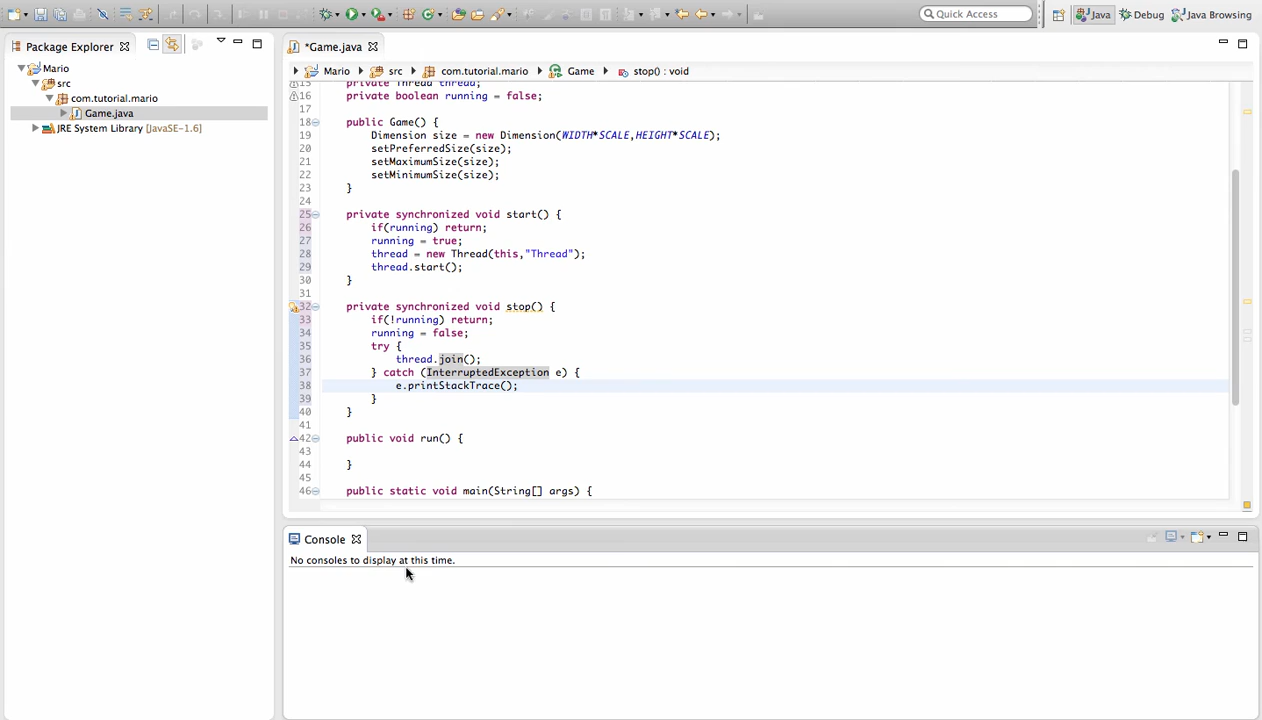 Quick Access
Java
Debug
Java Browsing
Package Explorer
*Game.java
Mario
src
com.tutorial.mario
Game.java
JRE System Library [JavaSE-1.6]
Mario src com.tutorial.mario Game stop() : void
15 private Thread thread;
16 private boolean running = false;
17
18 public Game() {
19 Dimension size = new Dimension(WIDTH*SCALE,HEIGHT*SCALE);
20 setPreferredSize(size);
21 setMaximumSize(size);
22 setMinimumSize(size);
23 }
24
25 private synchronized void start() {
26 if(running) return;
27 running = true;
28 thread = new Thread(this,"Thread");
29 thread.start();
30 }
31
32 private synchronized void stop() {
33 if(!running) return;
34 running = false;
35 try {
36 thread.join();
37 } catch (InterruptedException e) {
38 e.printStackTrace();
39 }
40 }
41
42 public void run() {
43
44 }
45
46 public static void main(String[] args) {
Console
No consoles to display at this time.